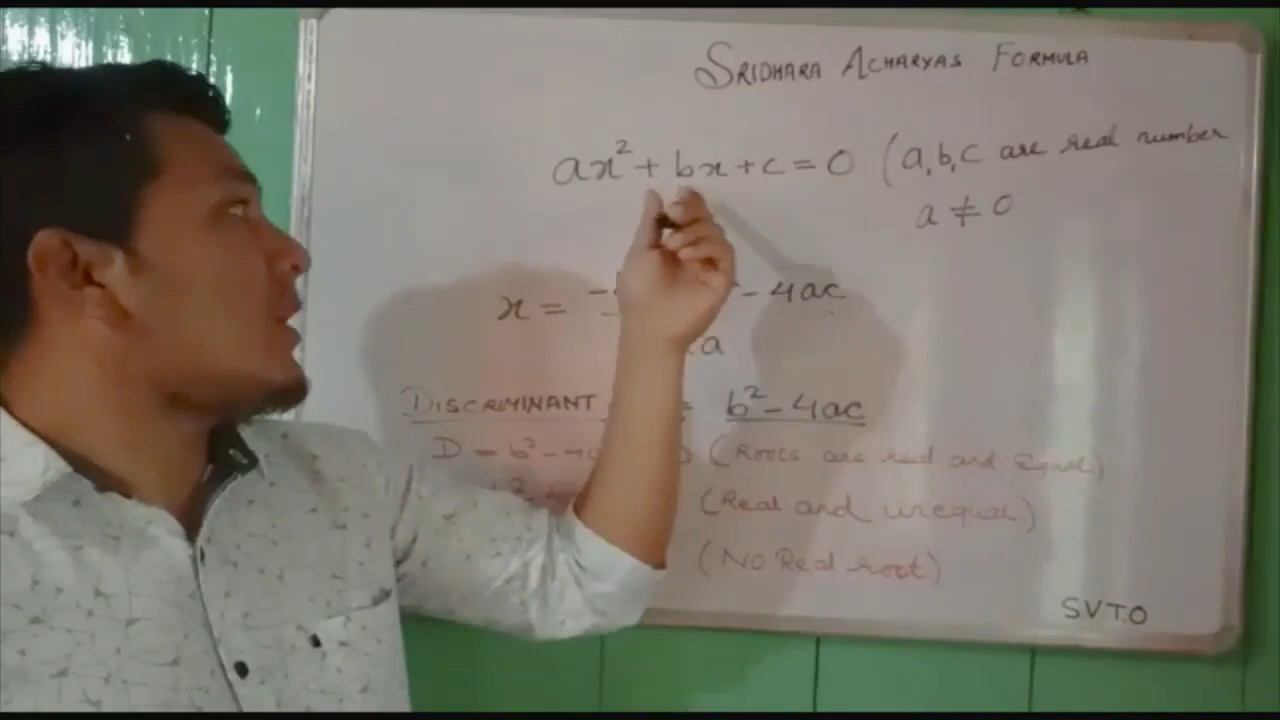 SRIDHARA ACHARYAS FORMULA
ax² + bx + c = 0 (a, b, c are real number
a ≠ 0
x = - - 4ac
a
DISCRIMINANT = b² - 4ac
D = b² - 4 (Roots are real and Equal)
(Real and unequal)
(No Real root)
SVTO